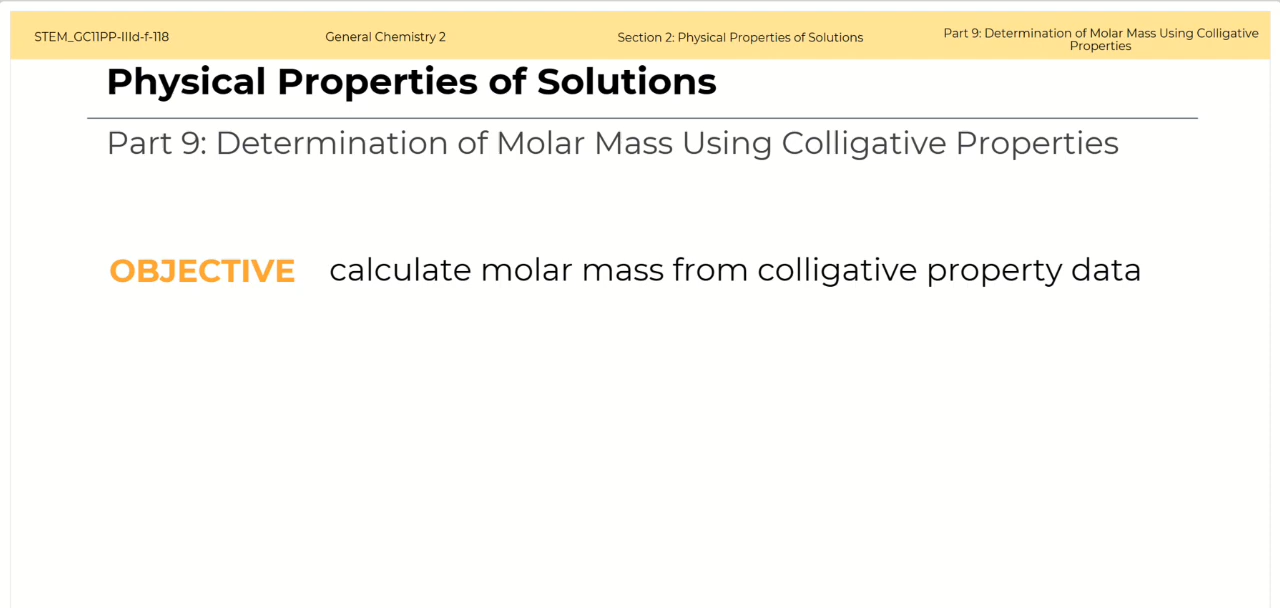 STEM_GC11PP-IIId-f-118
General Chemistry 2
Section 2: Physical Properties of Solutions
Part 9: Determination of Molar Mass Using Colligative
Properties
Physical Properties of Solutions
Part 9: Determination of Molar Mass Using Colligative Properties
OBJECTIVE calculate molar mass from colligative property data